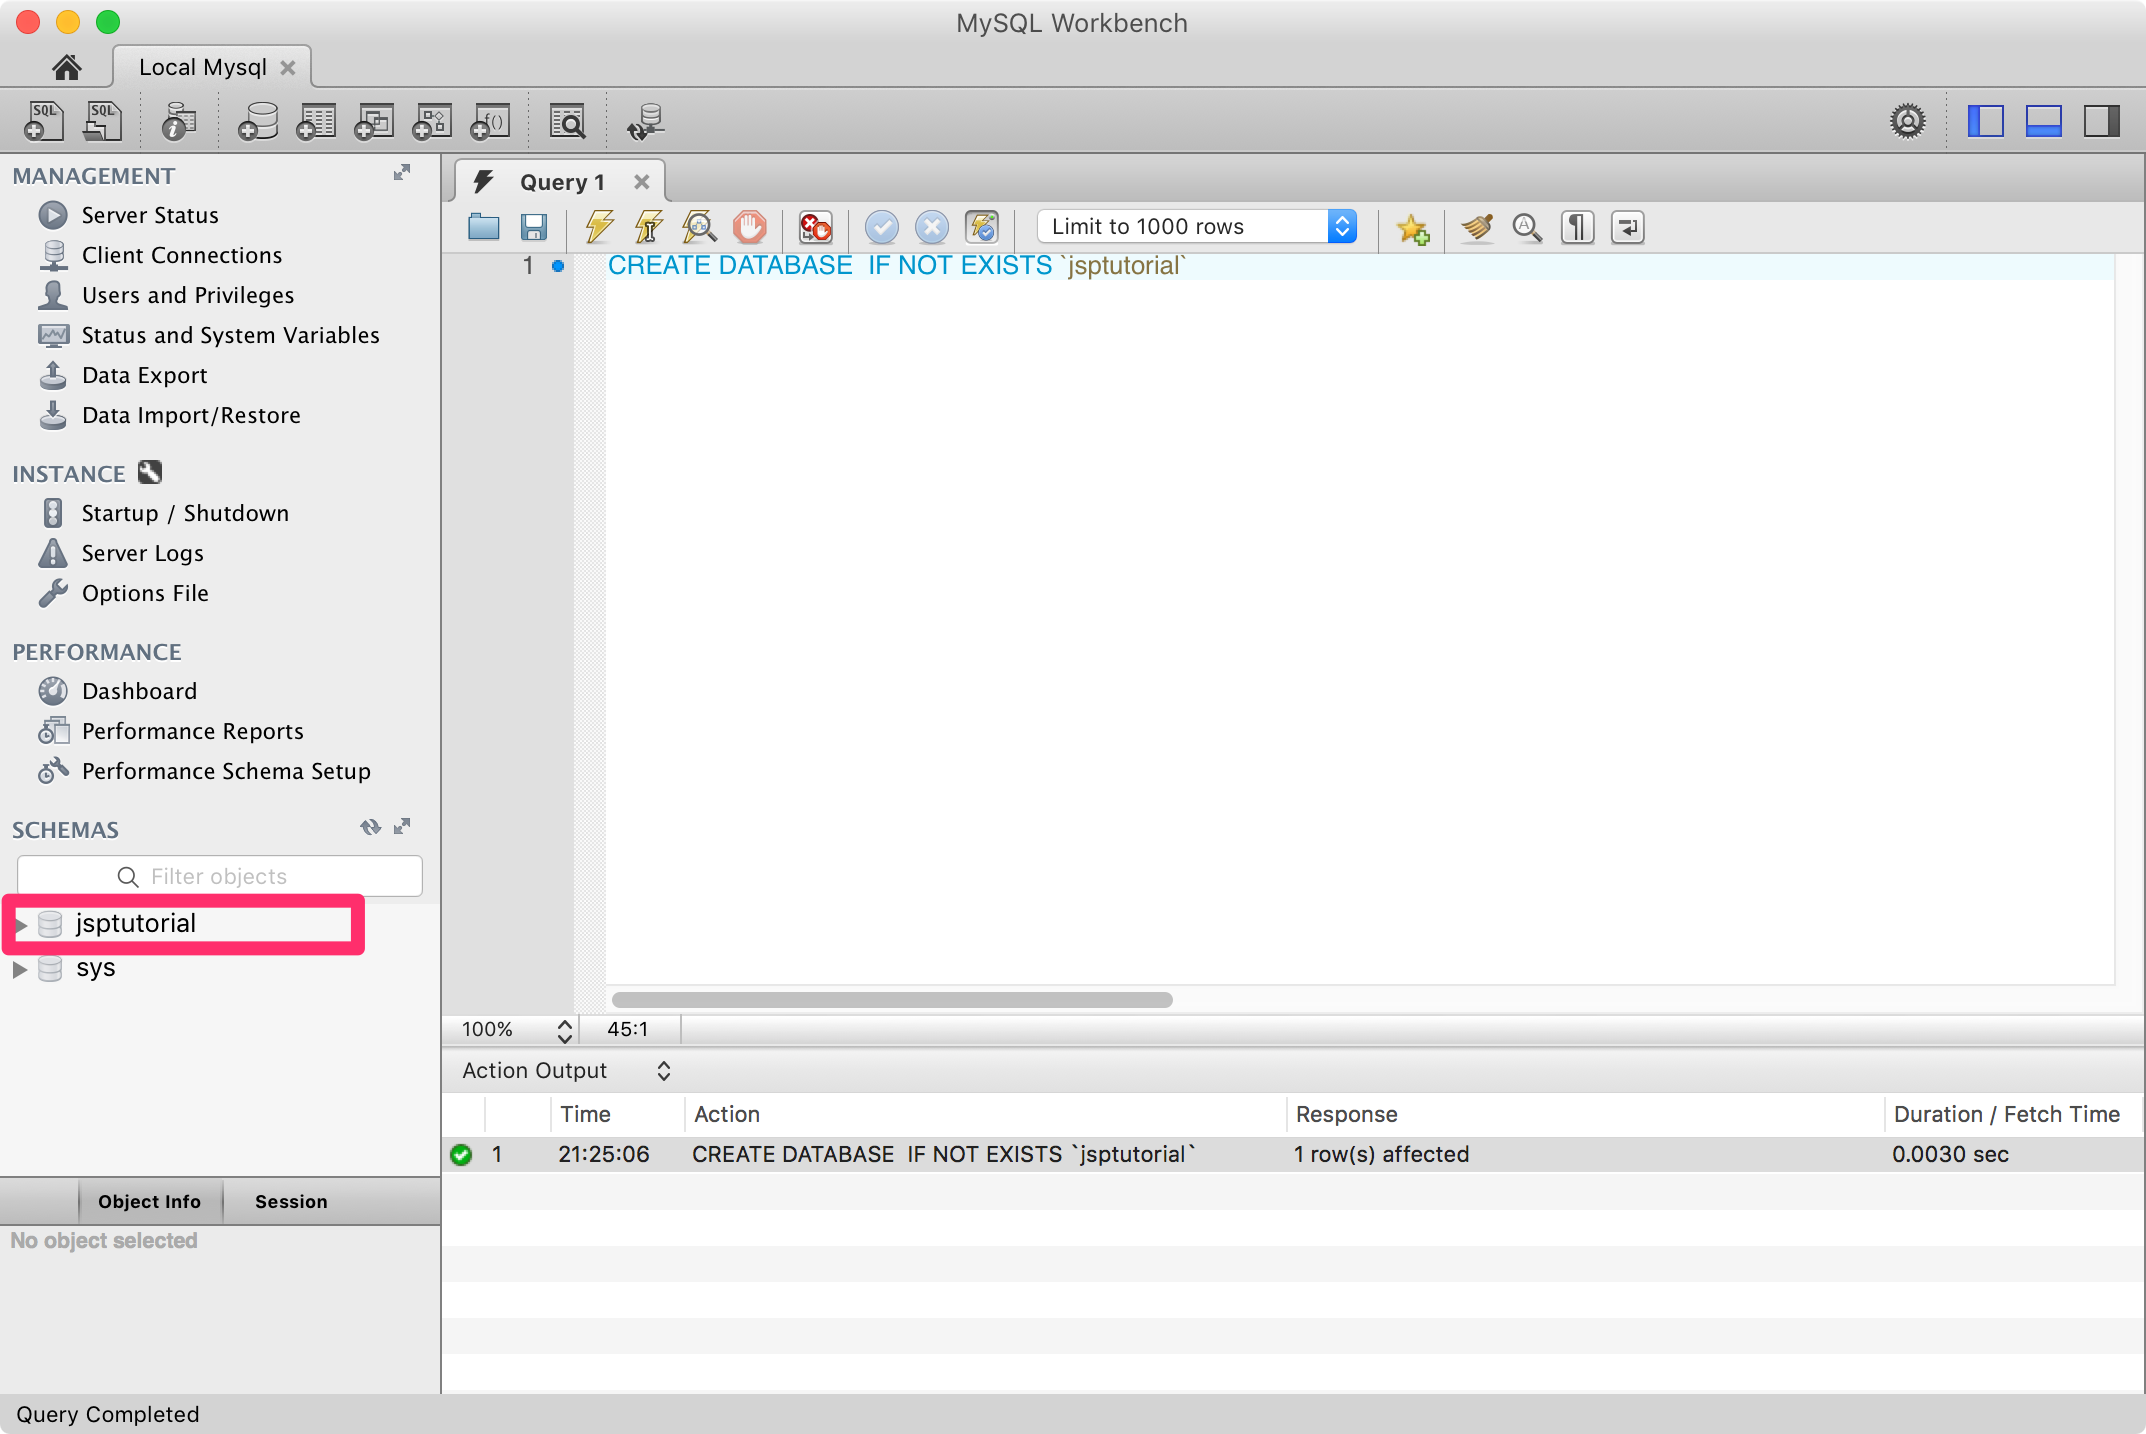 MySQL Workbench
Local Mysql
SQL SQL f()
MANAGEMENT
Server Status
Client Connections
Users and Privileges
Status and System Variables
Data Export
Data Import/Restore
INSTANCE
Startup / Shutdown
Server Logs
Options File
PERFORMANCE
Dashboard
Performance Reports
Performance Schema Setup
SCHEMAS
Filter objects
jsptutorial
sys
Object Info Session
No object selected
Query 1
Limit to 1000 rows
1 CREATE DATABASE  IF NOT EXISTS `jsptutorial`
100% 45:1
Action Output
Time Action Response Duration / Fetch Time
1 21:25:06 CREATE DATABASE  IF NOT EXISTS `jsptutorial` 1 row(s) affected 0.0030 sec
Query Completed